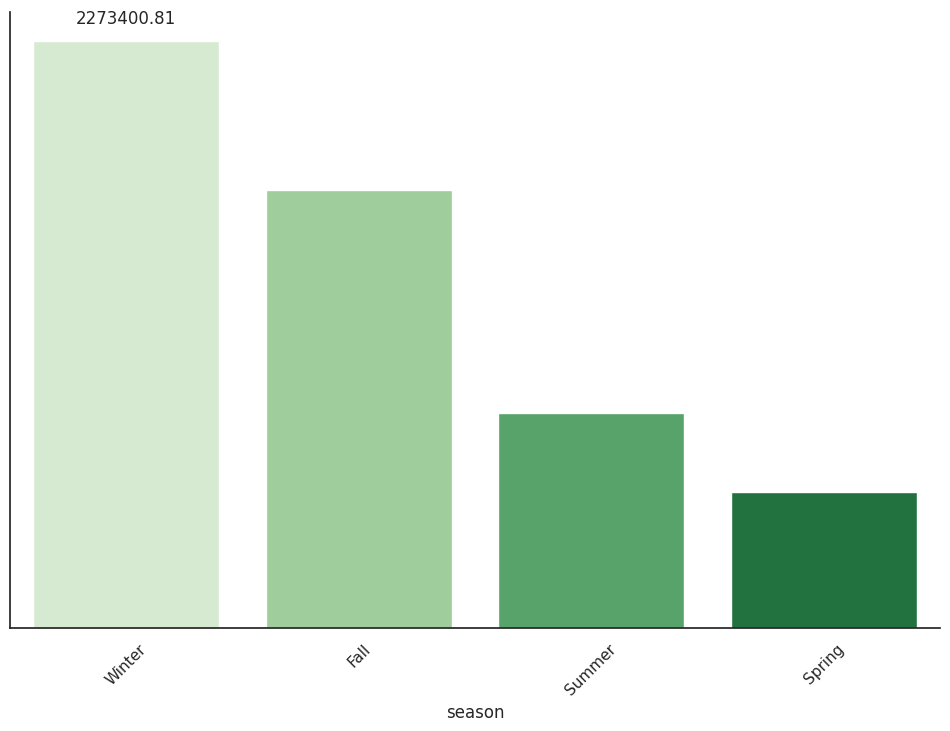 2273400.81
Winter
Fall
Summer
Spring
season